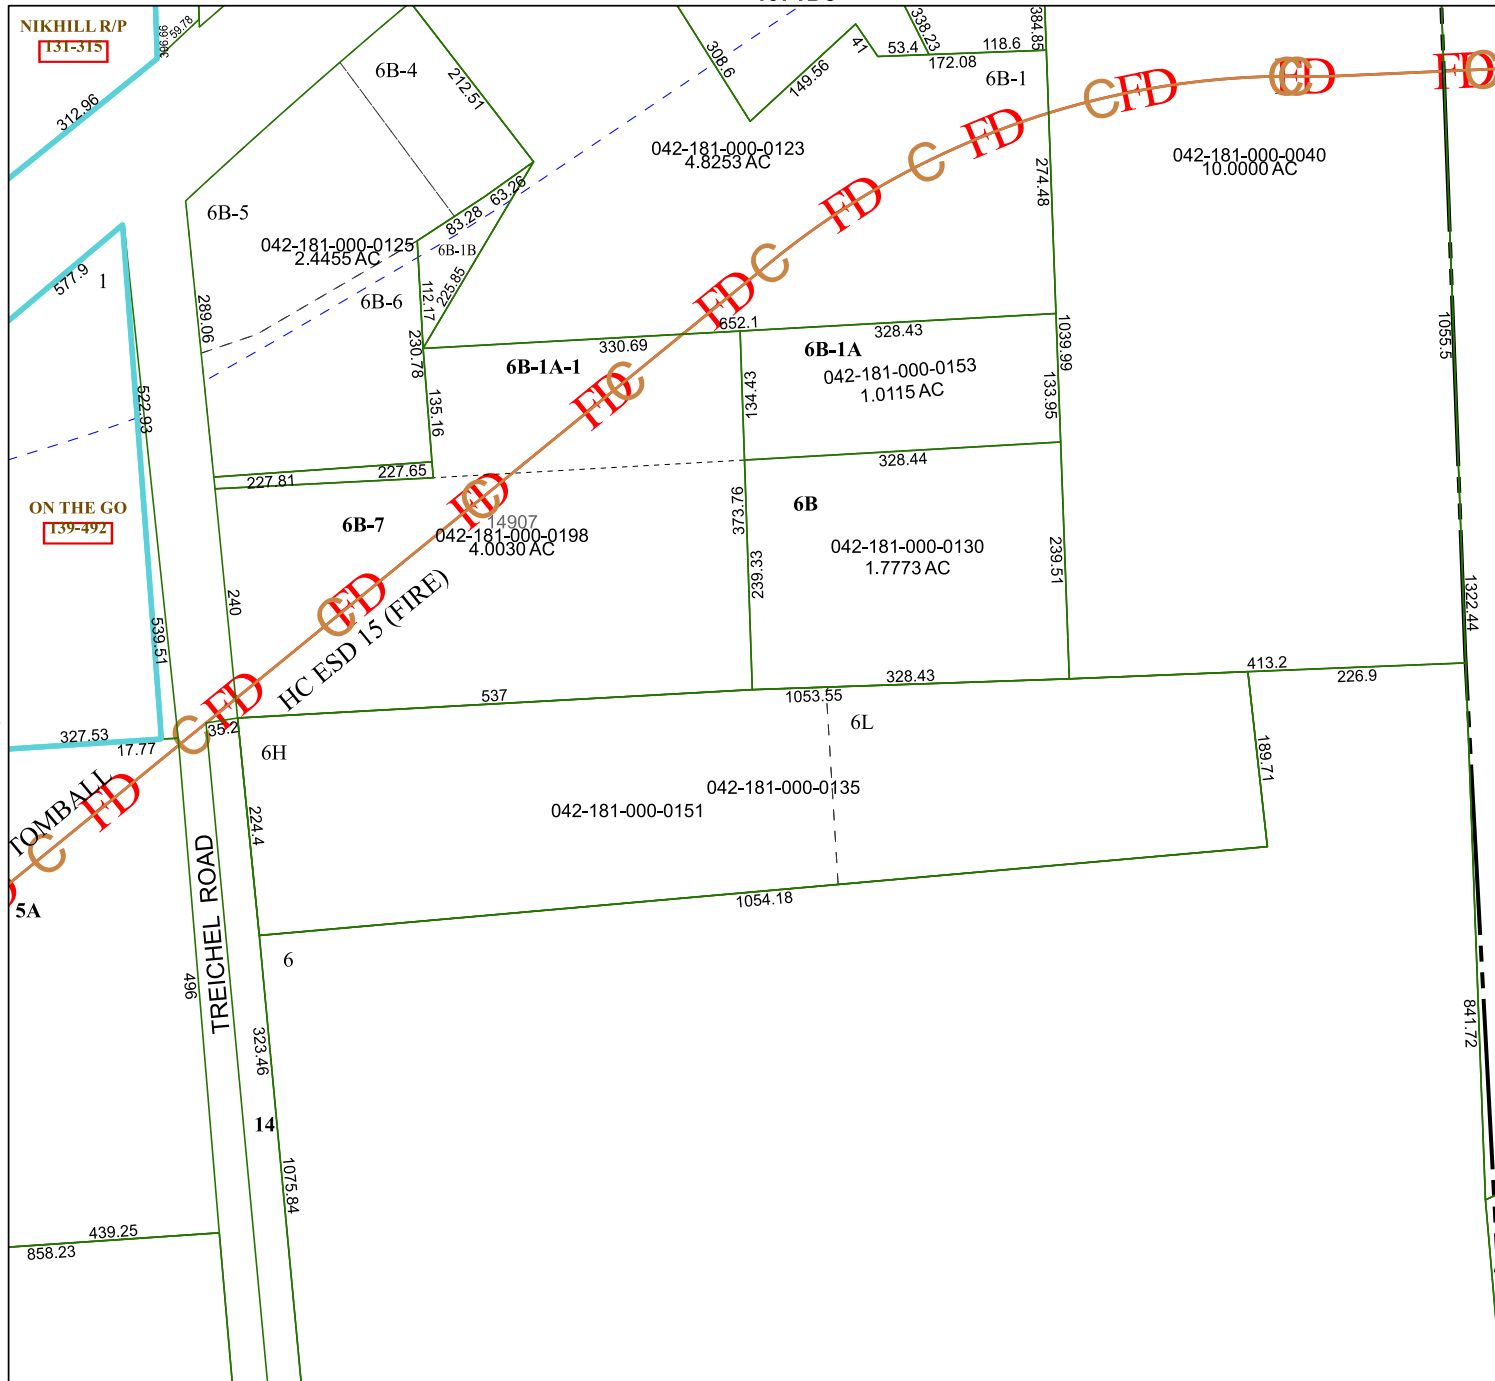 NIKHILL R/P
131-315
306.66
59.78
312.96
6B-4
212.51
308.6
149.56
41
338.23
53.4
118.6
172.08
384.85
6B-1
C
FD
C
FD
C
FD
C
FD
042-181-000-0123
4.8253 AC
042-181-000-0040
10.0000 AC
274.48
FD
C
FD
C
6B-5
83.28
63.26
042-181-000-0125
2.4455 AC
6B-1B
225.85
112.17
6B-6
577.9
1
289.06
230.78
652.1
330.69
328.43
1039.99
1055.5
6B-1A-1
6B-1A
042-181-000-0153
1.0115 AC
134.43
133.95
FD
C
522.93
135.16
227.65
227.81
328.44
ON THE GO
139-492
6B-7
FD
C
14907
042-181-000-0198
4.0030 AC
373.76
6B
042-181-000-0130
1.7773 AC
239.33
239.51
240
C
FD
HC ESD 15 (FIRE)
1322.44
539.51
FD
C
537
1053.55
328.43
413.2
226.9
327.53
17.77
35.2
6H
6L
189.71
TOMBALL
C
FD
042-181-000-0135
042-181-000-0151
224.4
1054.18
5A
TREICHEL ROAD
6
496
323.46
841.72
14
1075.84
439.25
858.23